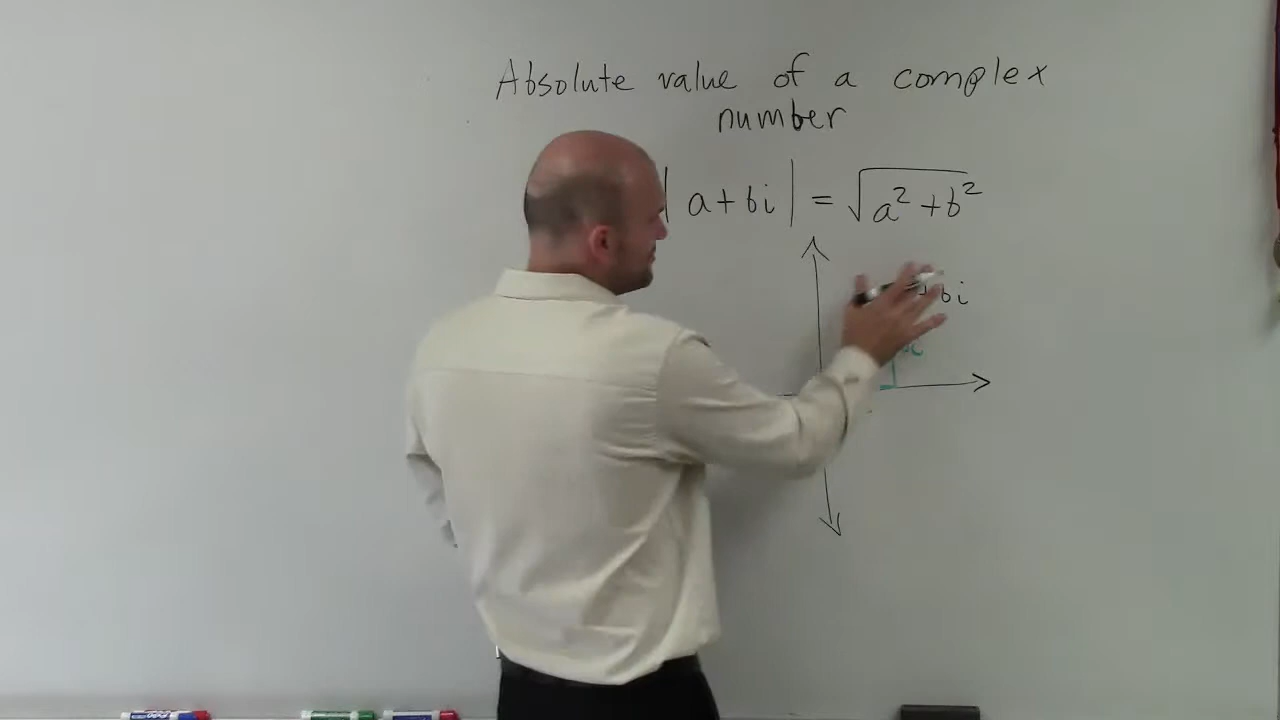 Absolute value of a complex
number
| a+bi | = √a² + b²
bi